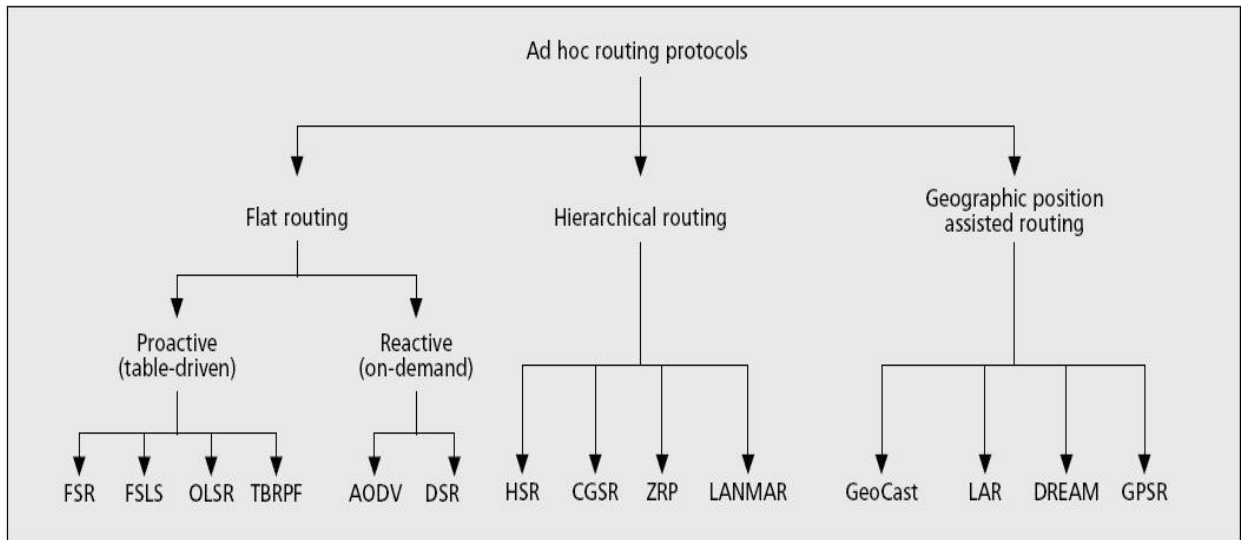 Ad hoc routing protocols
Flat routing
Hierarchical routing
Geographic position
assisted routing
Proactive
(table-driven)
Reactive
(on-demand)
FSR
FSLS
OLSR
TBRPF
AODV
DSR
HSR
CGSR
ZRP
LANMAR
GeoCast
LAR
DREAM
GPSR